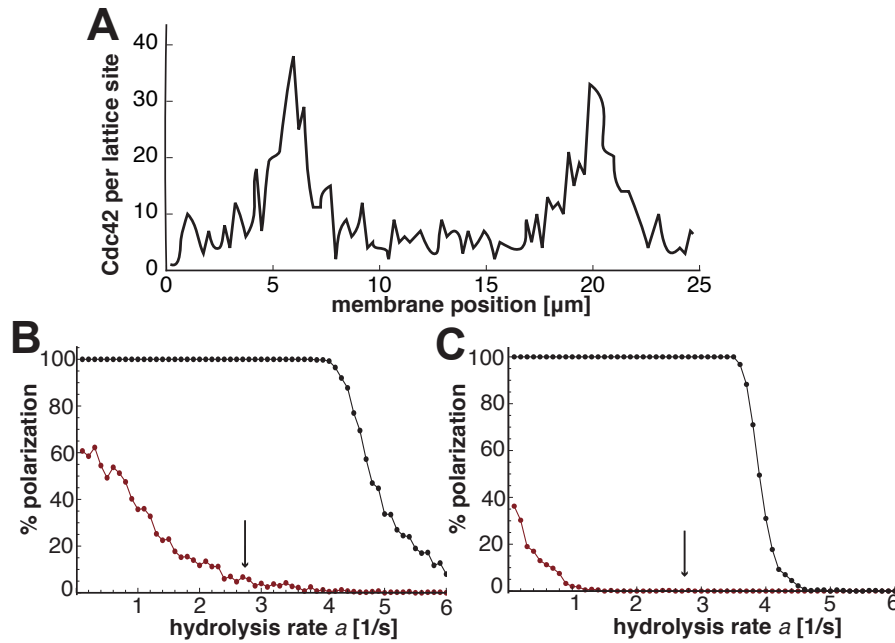 A
Cdc42 per lattice site
40
30
20
10
0
0 5 10 15 20 25
membrane position [µm]
B
% polarization
100
80
60
40
20
0
1 2 3 4 5 6
hydrolysis rate a [1/s]
C
% polarization
100
80
60
40
20
0
1 2 3 4 5 6
hydrolysis rate a [1/s]